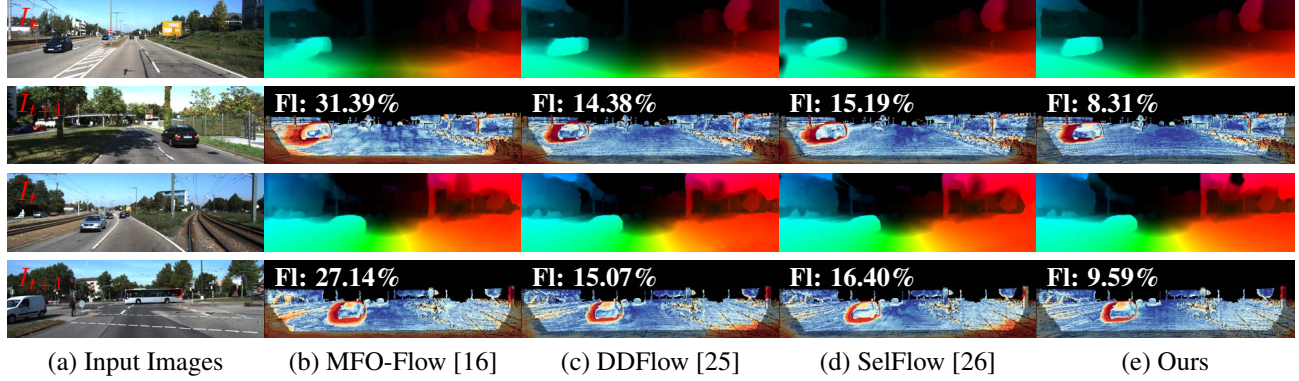 I_t
I_{t+1}
Fl: 31.39% Fl: 14.38% Fl: 15.19% Fl: 8.31%
I_t
I_{t+1}
Fl: 27.14% Fl: 15.07% Fl: 16.40% Fl: 9.59%
(a) Input Images (b) MFO-Flow [16] (c) DDFlow [25] (d) SelFlow [26] (e) Ours